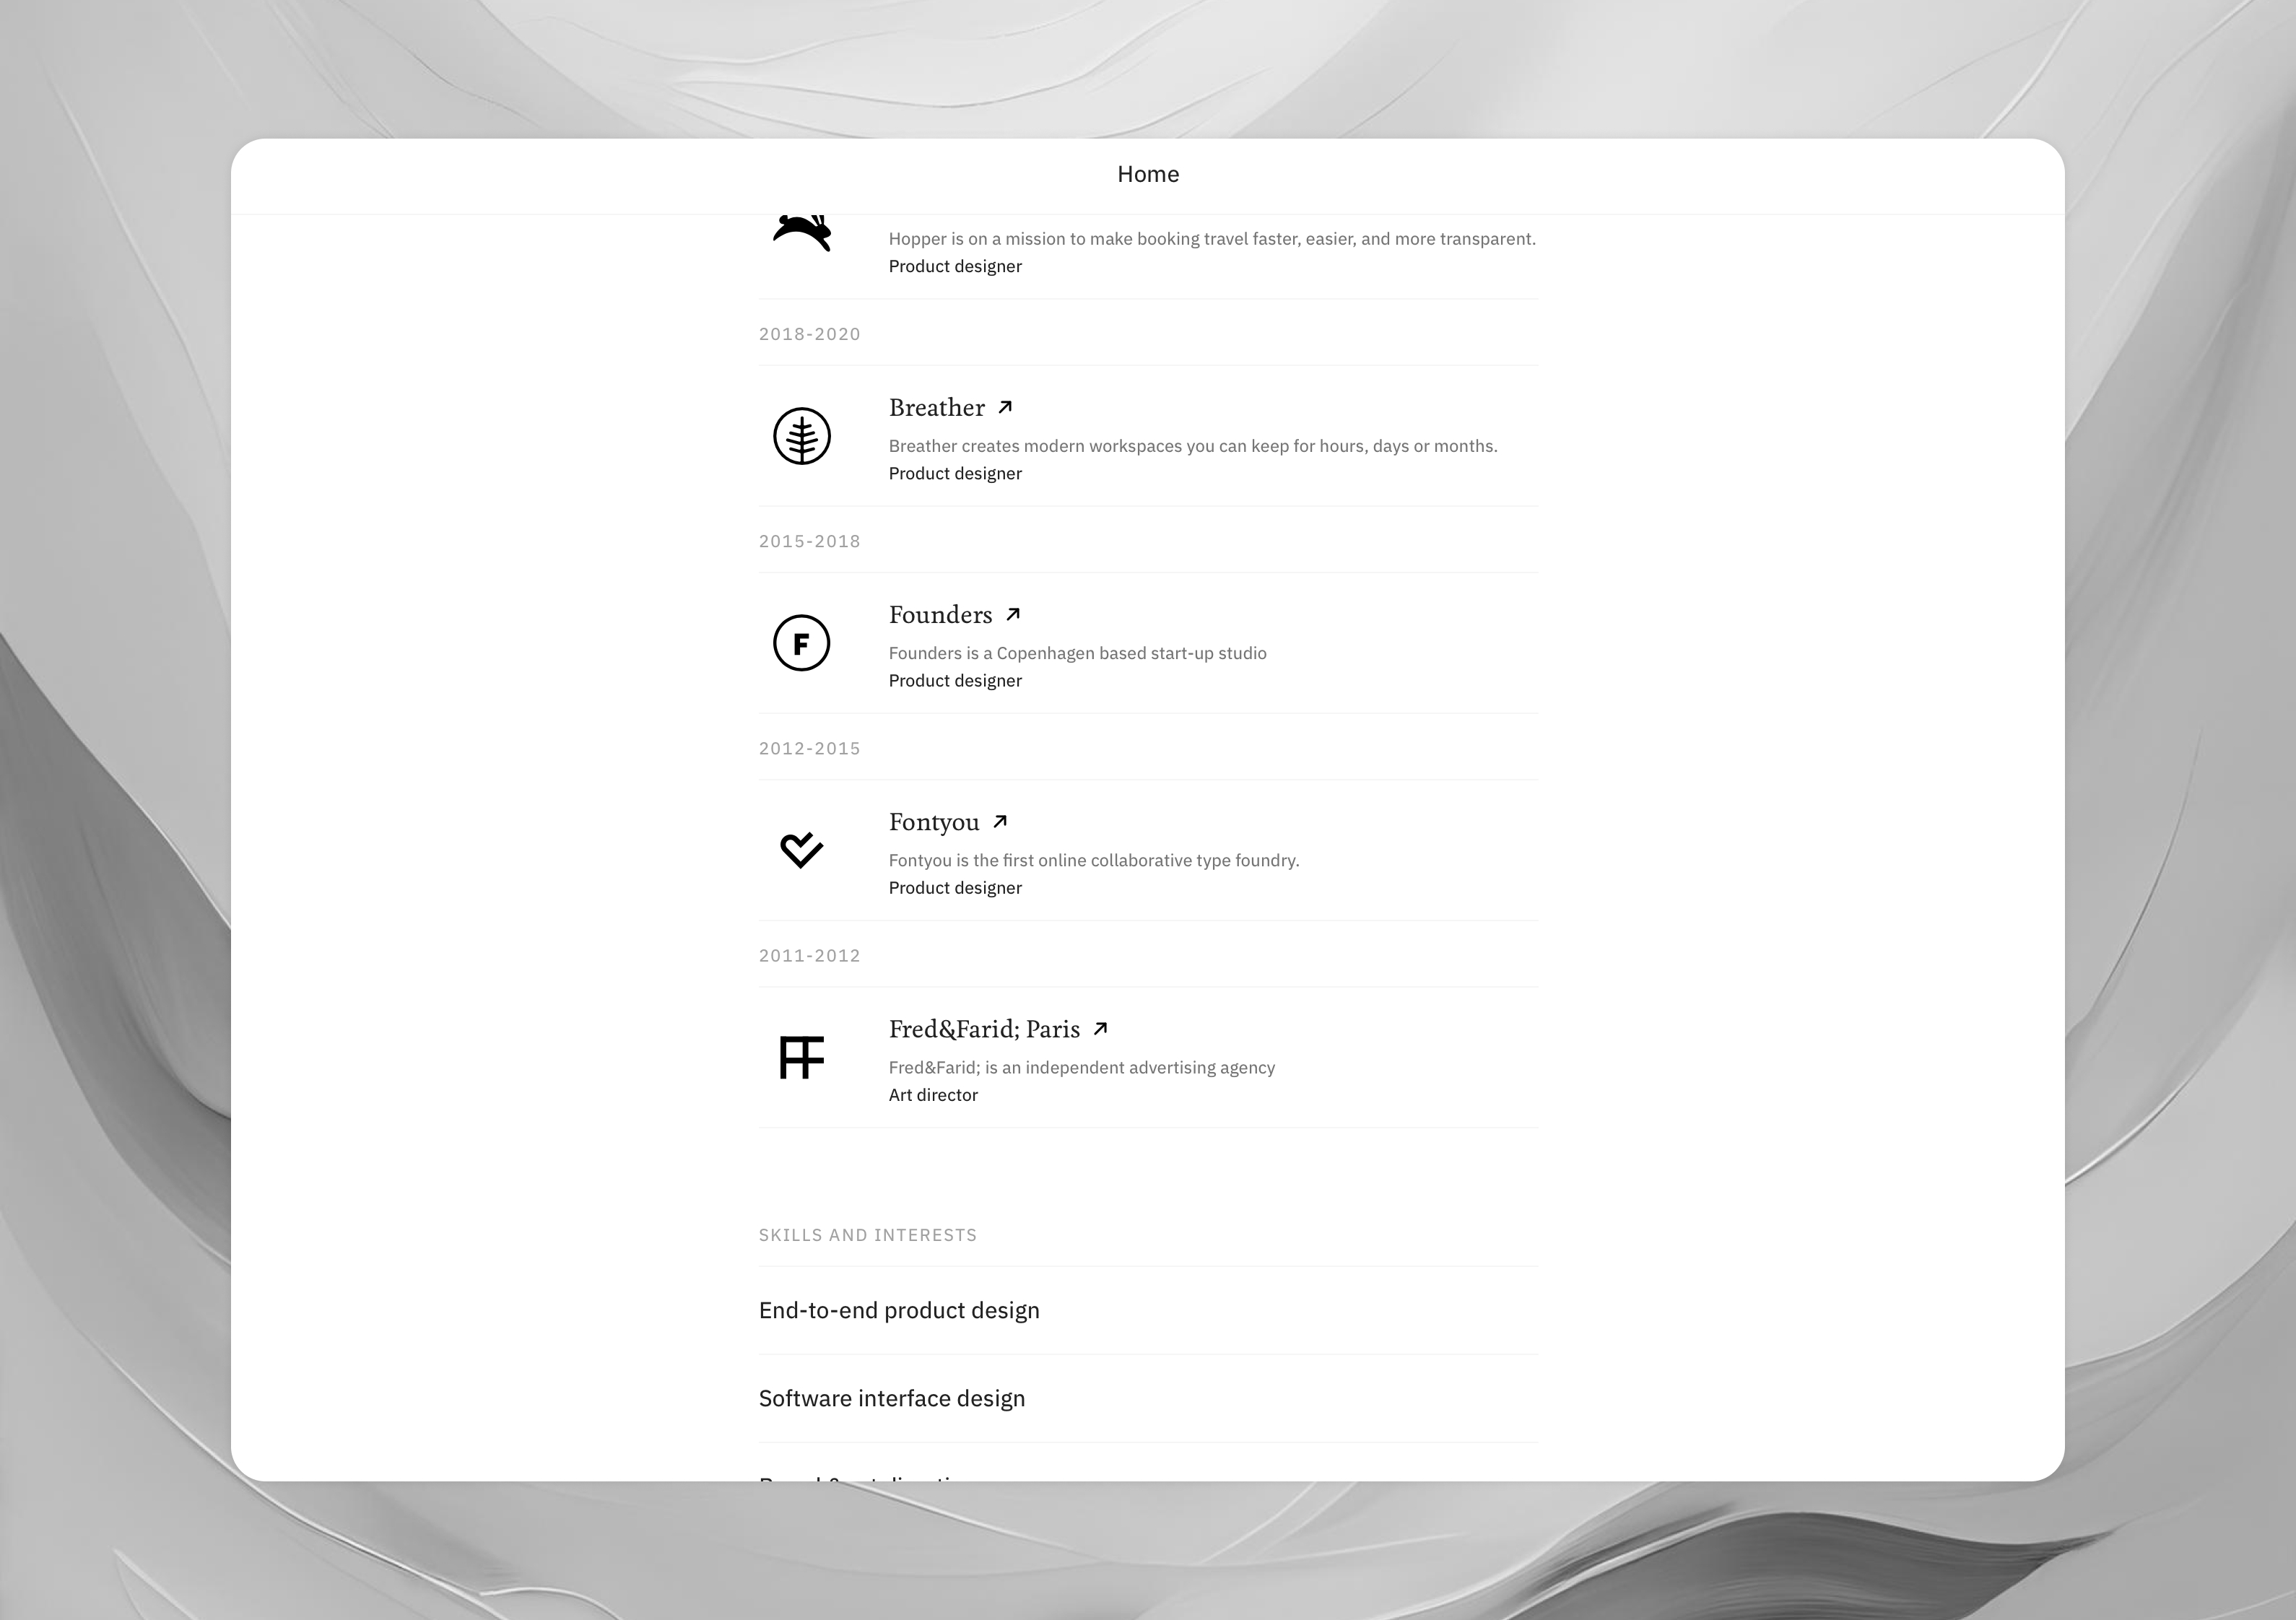 Home
Hopper is on a mission to make booking travel faster, easier, and more transparent.
Product designer
2018-2020
Breather
Breather creates modern workspaces you can keep for hours, days or months.
Product designer
2015-2018
F
Founders
Founders is a Copenhagen based start-up studio
Product designer
2012-2015
Fontyou
Fontyou is the first online collaborative type foundry.
Product designer
2011-2012
FF
Fred&Farid; Paris
Fred&Farid; is an independent advertising agency
Art director
SKILLS AND INTERESTS
End-to-end product design
Software interface design